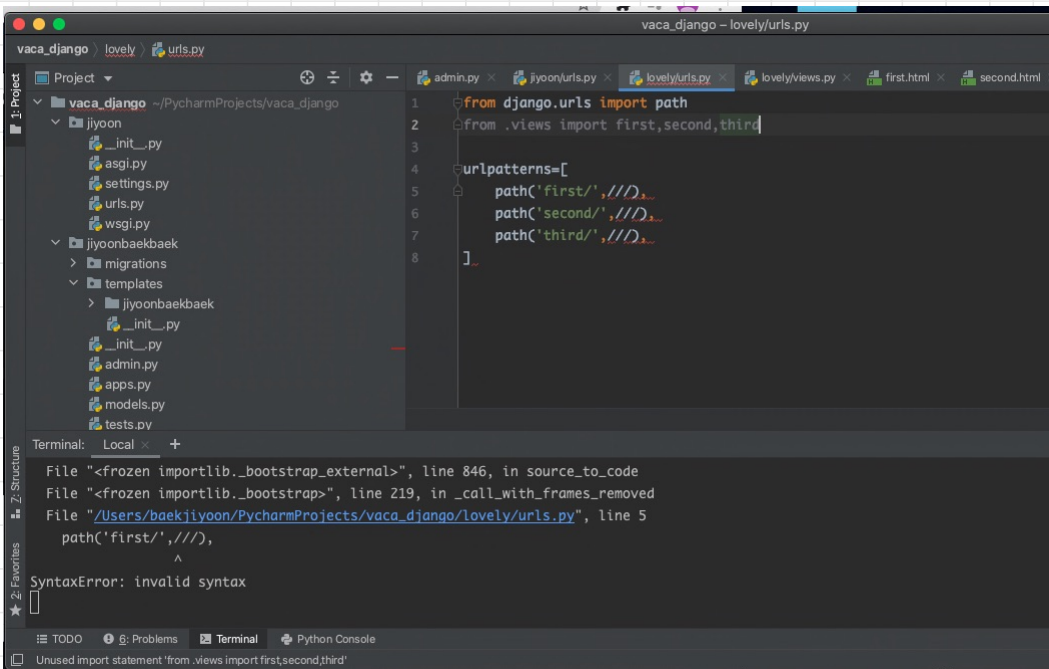 vaca_django – lovely/urls.py
vaca_django lovely urls.py
1: Project
Project
admin.py jiyoon/urls.py lovely/urls.py lovely/views.py first.html second.html
vaca_django ~/PycharmProjects/vaca_django
jiyoon
__init__.py
asgi.py
settings.py
urls.py
wsgi.py
jiyoonbaekbaek
migrations
templates
jiyoonbaekbaek
__init__.py
__init__.py
admin.py
apps.py
models.py
tests.py
1 from django.urls import path
2 from .views import first,second,third
3
4 urlpatterns=[
5 path('first/',///),
6 path('second/',///),
7 path('third/',///),
8 ]
Terminal: Local +
7: Structure
2: Favorites
File "<frozen importlib._bootstrap_external>", line 846, in source_to_code
File "<frozen importlib._bootstrap>", line 219, in _call_with_frames_removed
File "/Users/baekjiyoon/PycharmProjects/vaca_django/lovely/urls.py", line 5
path('first/',///),
^
SyntaxError: invalid syntax
TODO 6: Problems Terminal Python Console
Unused import statement 'from .views import first,second,third'